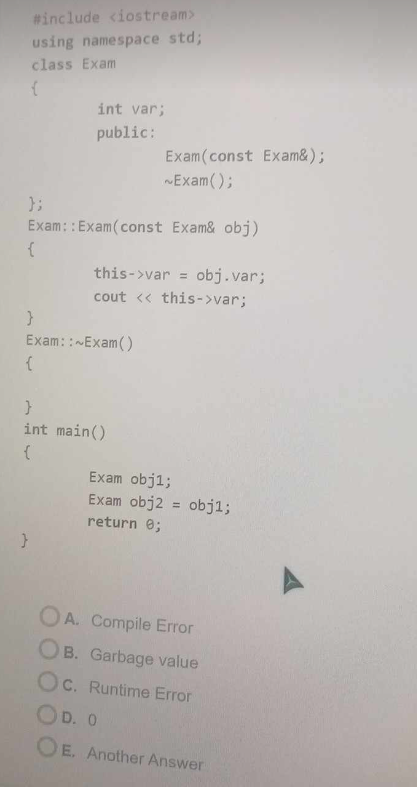 #include <iostream>
using namespace std;
class Exam
{
int var;
public:
Exam(const Exam&);
~Exam();
};
Exam::Exam(const Exam& obj)
{
this->var = obj.var;
cout << this->var;
}
Exam::~Exam()
{
}
int main()
{
Exam obj1;
Exam obj2 = obj1;
return 0;
}
A. Compile Error
B. Garbage value
C. Runtime Error
D. 0
E. Another Answer